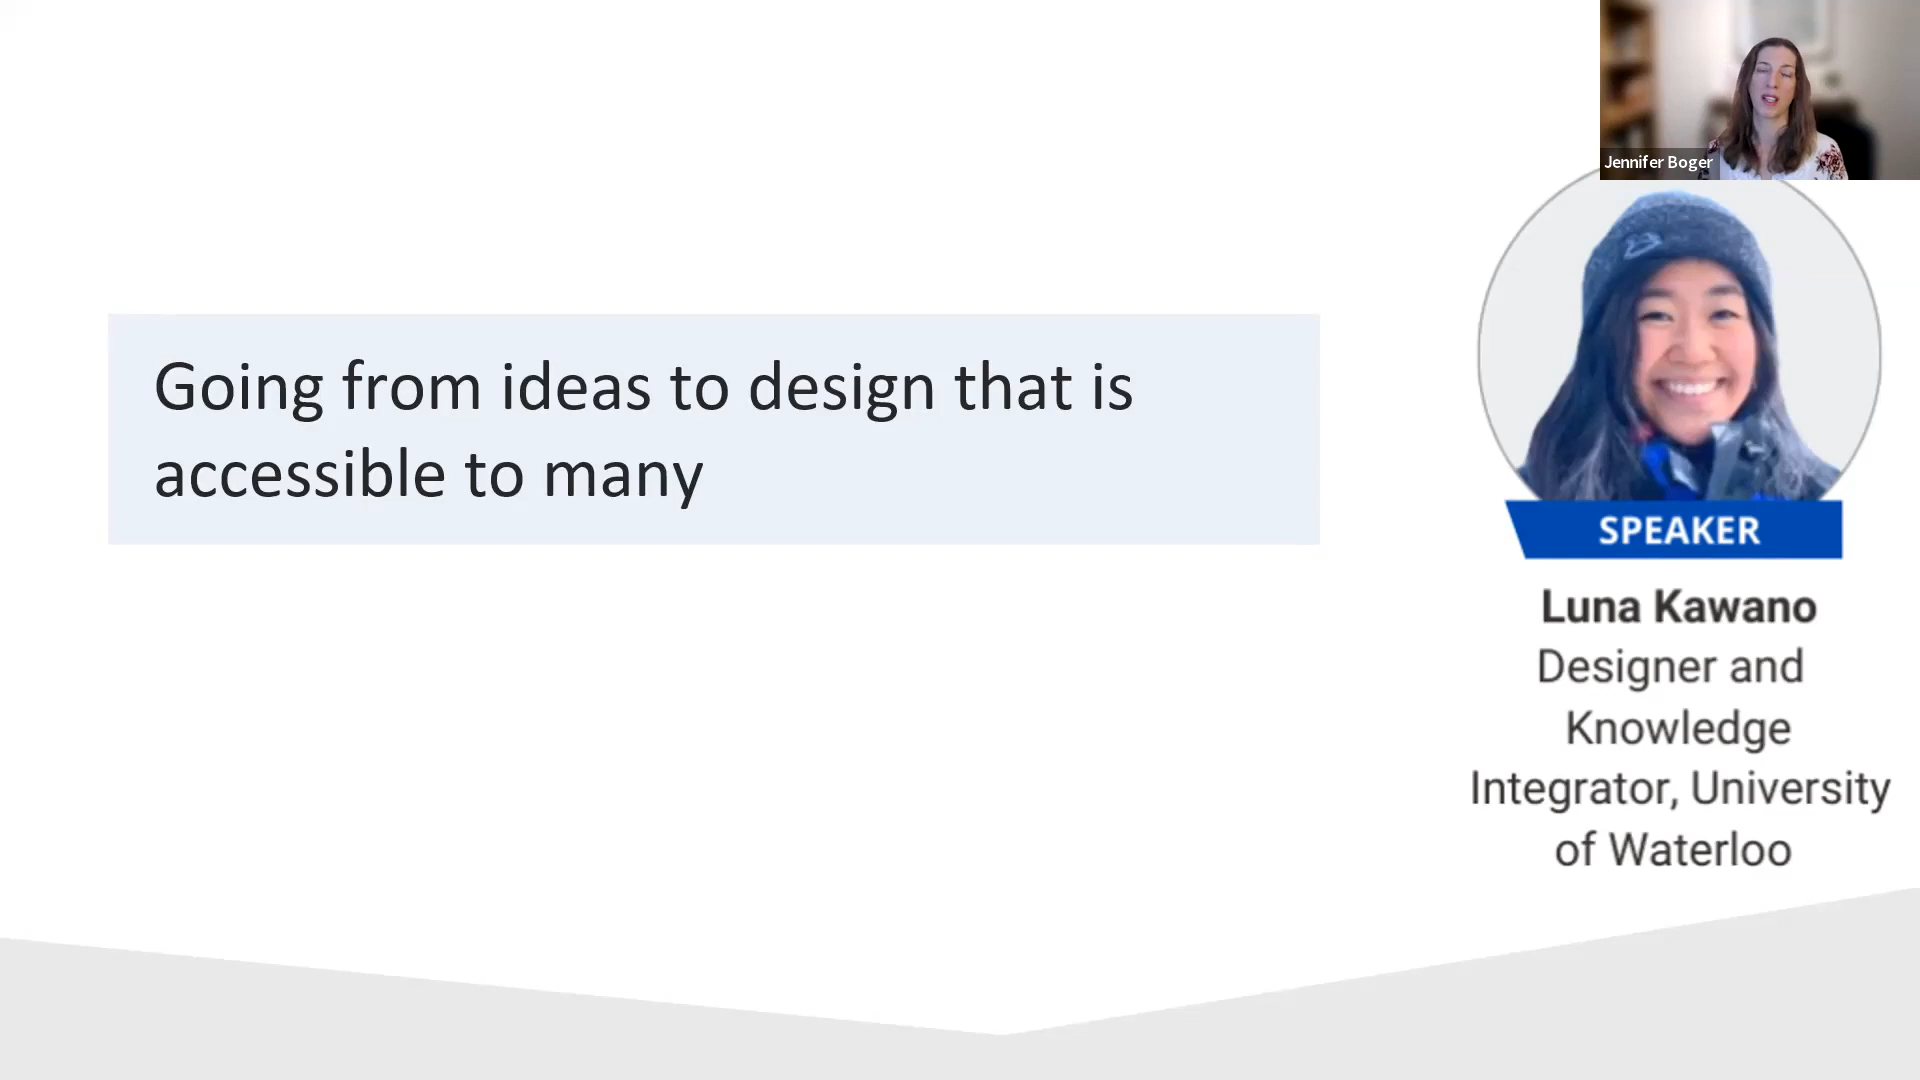 Jennifer Boger
Going from ideas to design that is
accessible to many
SPEAKER
Luna Kawano
Designer and
Knowledge
Integrator, University
of Waterloo